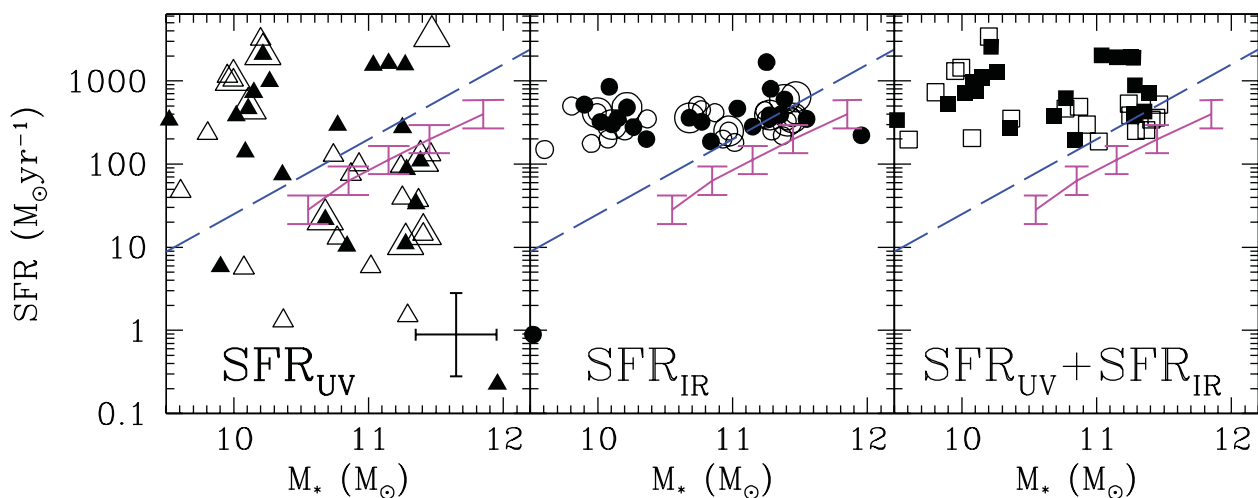 SFR (M⊙yr⁻¹)
1000
100
10
1
0.1
SFR_UV
SFR_IR
SFR_UV+SFR_IR
10 11 12
10 11 12
10 11 12
M* (M⊙)
M* (M⊙)
M* (M⊙)